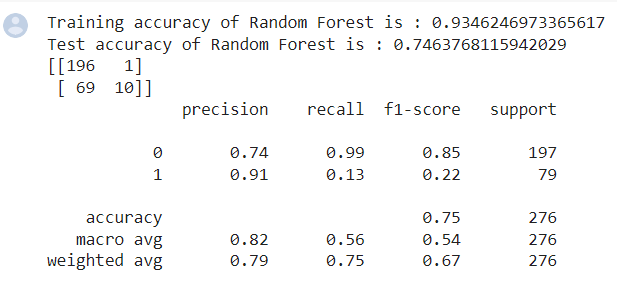 Training accuracy of Random Forest is : 0.9346246973365617
Test accuracy of Random Forest is : 0.7463768115942029
[[196   1]
 [ 69  10]]
              precision    recall  f1-score   support

           0       0.74      0.99      0.85       197
           1       0.91      0.13      0.22        79

    accuracy                           0.75       276
   macro avg       0.82      0.56      0.54       276
weighted avg       0.79      0.75      0.67       276